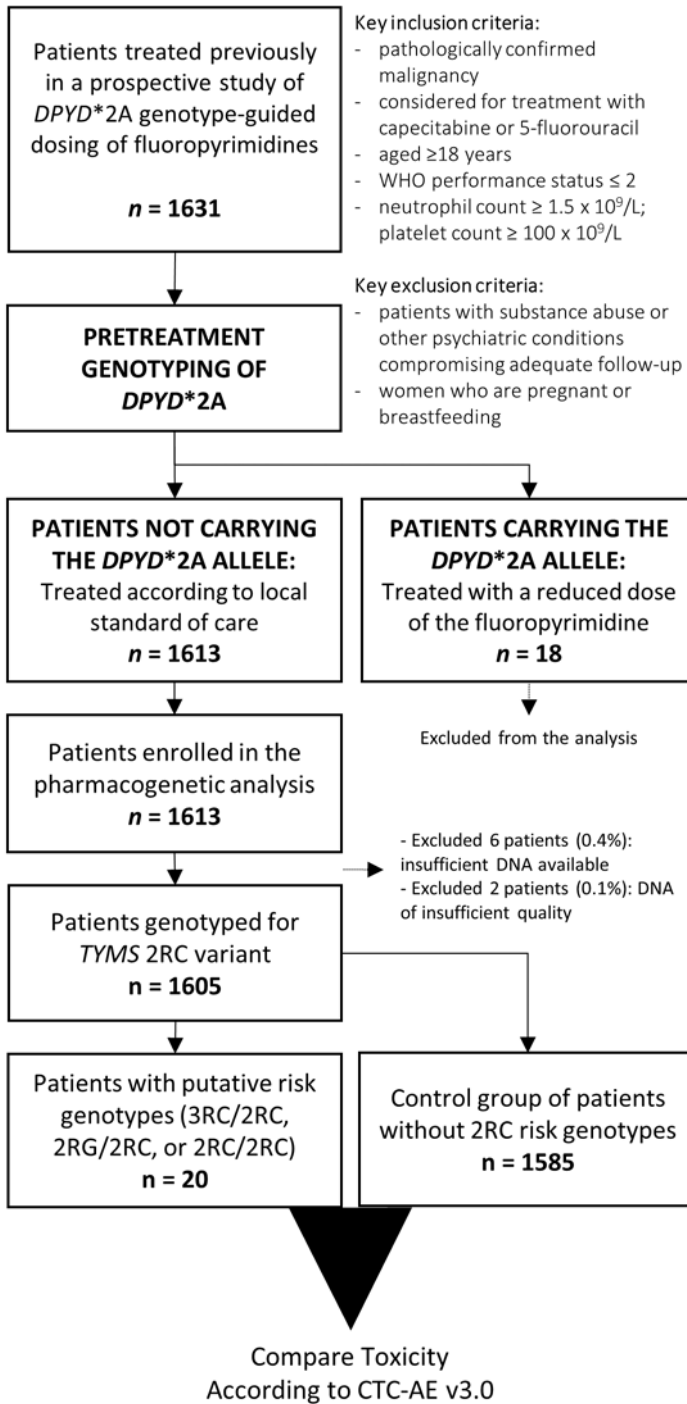 Patients treated previously
in a prospective study of
DPYD*2A genotype-guided
dosing of fluoropyrimidines
n = 1631
Key inclusion criteria:
- pathologically confirmed
malignancy
- considered for treatment with
capecitabine or 5-fluorouracil
- aged ≥18 years
- WHO performance status ≤ 2
- neutrophil count ≥ 1.5 x 10⁹/L;
platelet count ≥ 100 x 10⁹/L
Key exclusion criteria:
- patients with substance abuse or
other psychiatric conditions
compromising adequate follow-up
- women who are pregnant or
breastfeeding
PRETREATMENT
GENOTYPING OF
DPYD*2A
PATIENTS NOT CARRYING
THE DPYD*2A ALLELE:
Treated according to local
standard of care
n = 1613
PATIENTS CARRYING THE
DPYD*2A ALLELE:
Treated with a reduced dose
of the fluoropyrimidine
n = 18
Excluded from the analysis
Patients enrolled in the
pharmacogenetic analysis
n = 1613
- Excluded 6 patients (0.4%):
insufficient DNA available
- Excluded 2 patients (0.1%): DNA
of insufficient quality
Patients genotyped for
TYMS 2RC variant
n = 1605
Patients with putative risk
genotypes (3RC/2RC,
2RG/2RC, or 2RC/2RC)
n = 20
Control group of patients
without 2RC risk genotypes
n = 1585
Compare Toxicity
According to CTC-AE v3.0